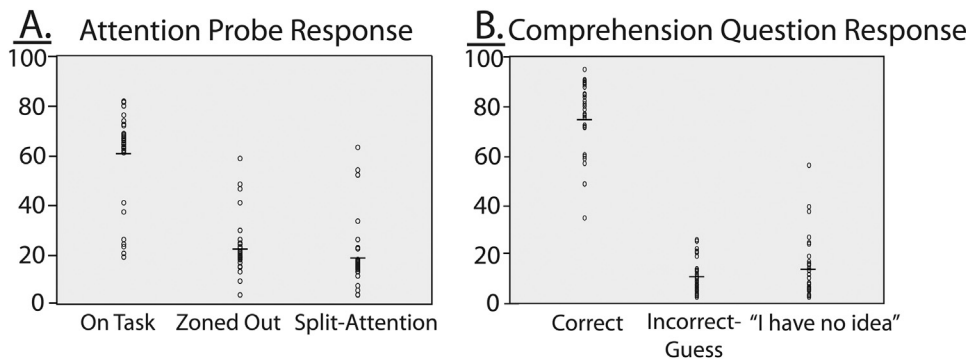 A. Attention Probe Response
100
80
60
40
20
0
On Task Zoned Out Split-Attention
B. Comprehension Question Response
100
80
60
40
20
0
Correct Incorrect- "I have no idea"
Guess